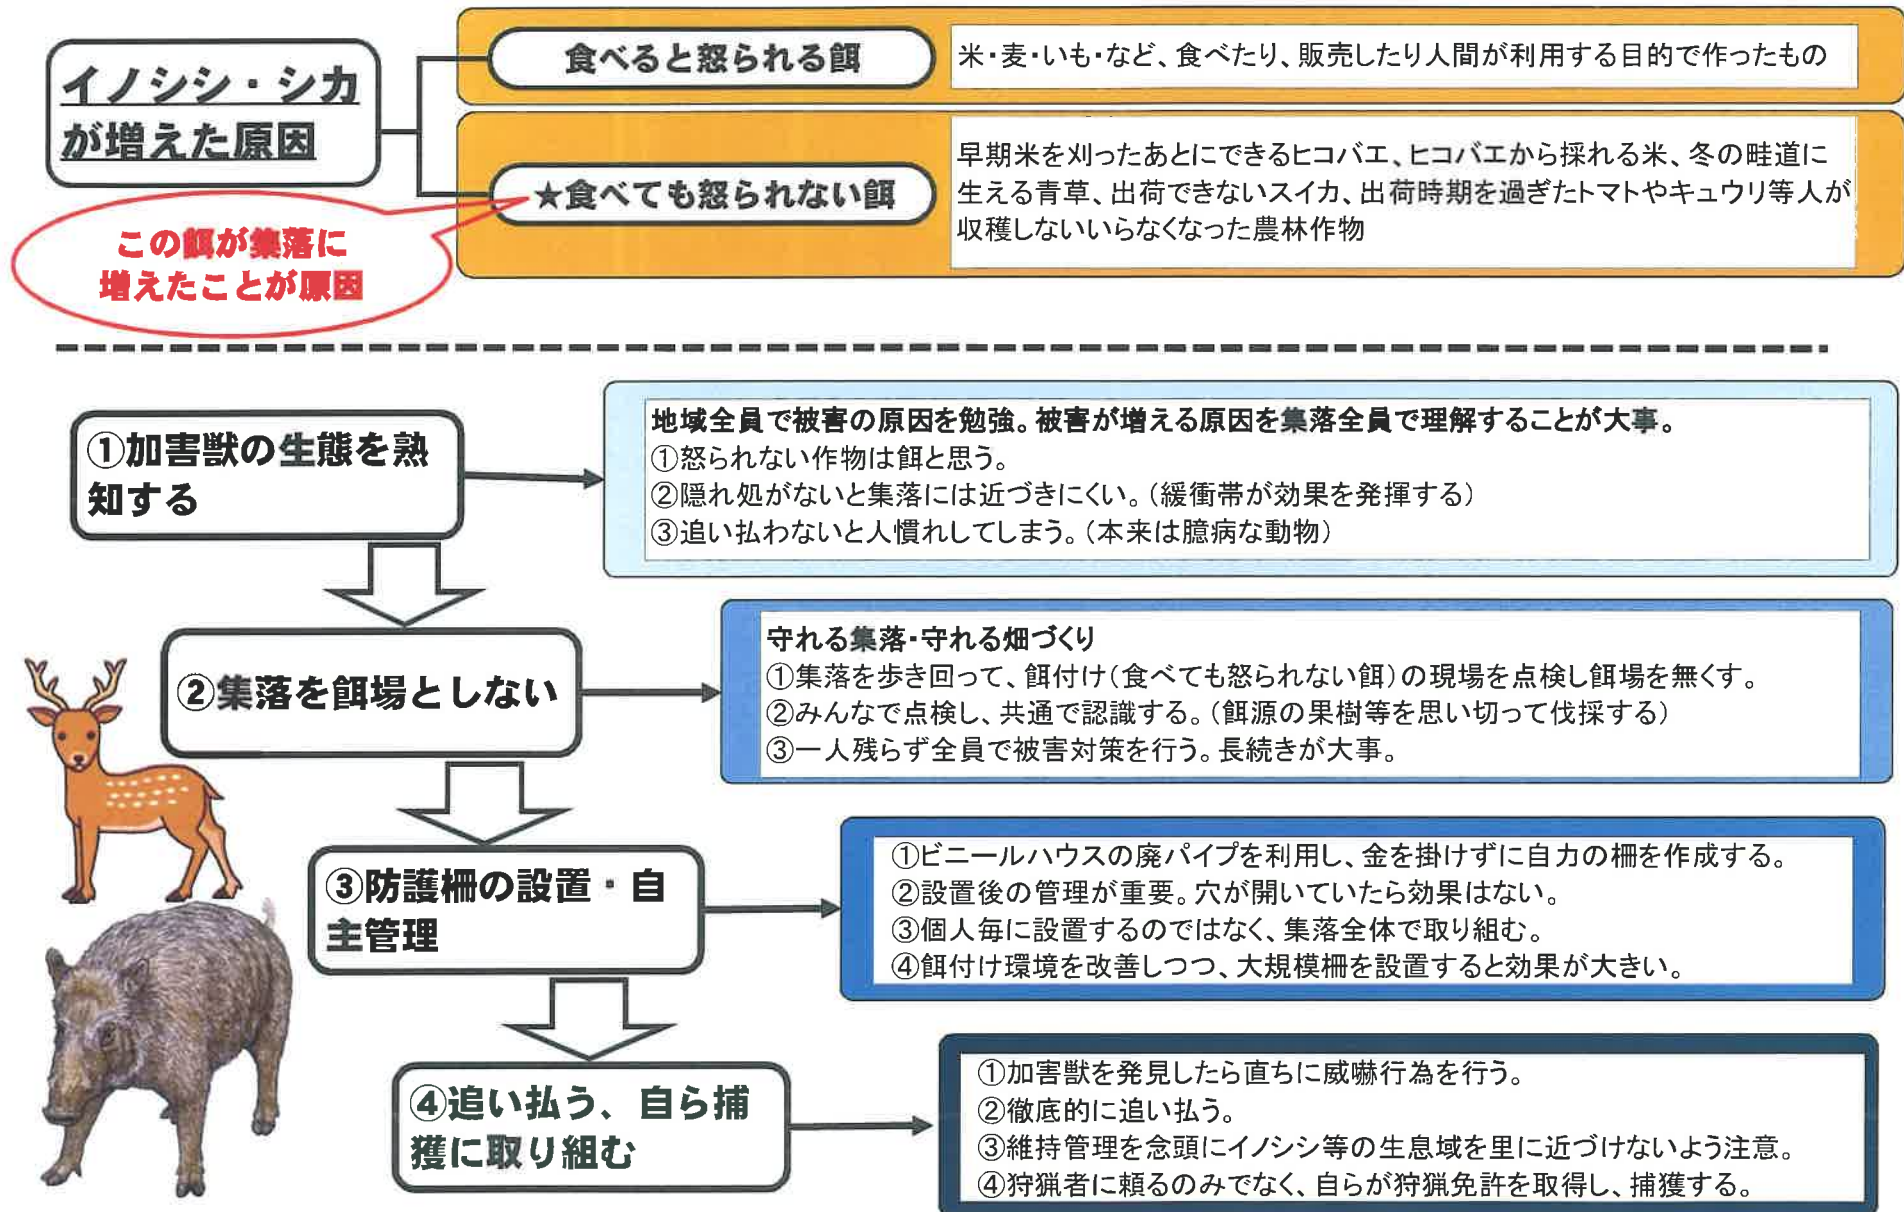 イノシシ・シカ
が増えた原因
食べると怒られる餌
米・麦・いも・など、食べたり、販売したり人間が利用する目的で作ったもの
★食べても怒られない餌
早期米を刈ったあとにできるヒコバエ、ヒコバエから採れる米、冬の畦道に
生える青草、出荷できないスイカ、出荷時期を過ぎたトマトやキュウリ等人が
収穫しないいらなくなった農林作物
この餌が集落に
増えたことが原因
①加害獣の生態を熟
知する
地域全員で被害の原因を勉強。被害が増える原因を集落全員で理解することが大事。
①怒られない作物は餌と思う。
②隠れ処がないと集落には近づきにくい。(緩衝帯が効果を発揮する)
③追い払わないと人慣れしてしまう。(本来は臆病な動物)
②集落を餌場としない
守れる集落・守れる畑づくり
①集落を歩き回って、餌付け(食べても怒られない餌)の現場を点検し餌場を無くす。
②みんなで点検し、共通で認識する。(餌源の果樹等を思い切って伐採する)
③一人残らず全員で被害対策を行う。長続きが大事。
③防護柵の設置・自
主管理
①ビニールハウスの廃パイプを利用し、金を掛けずに自力の柵を作成する。
②設置後の管理が重要。穴が開いていたら効果はない。
③個人毎に設置するのではなく、集落全体で取り組む。
④餌付け環境を改善しつつ、大規模柵を設置すると効果が大きい。
④追い払う、自ら捕
獲に取り組む
①加害獣を発見したら直ちに威嚇行為を行う。
②徹底的に追い払う。
③維持管理を念頭にイノシシ等の生息域を里に近づけないよう注意。
④狩猟者に頼るのみでなく、自らが狩猟免許を取得し、捕獲する。